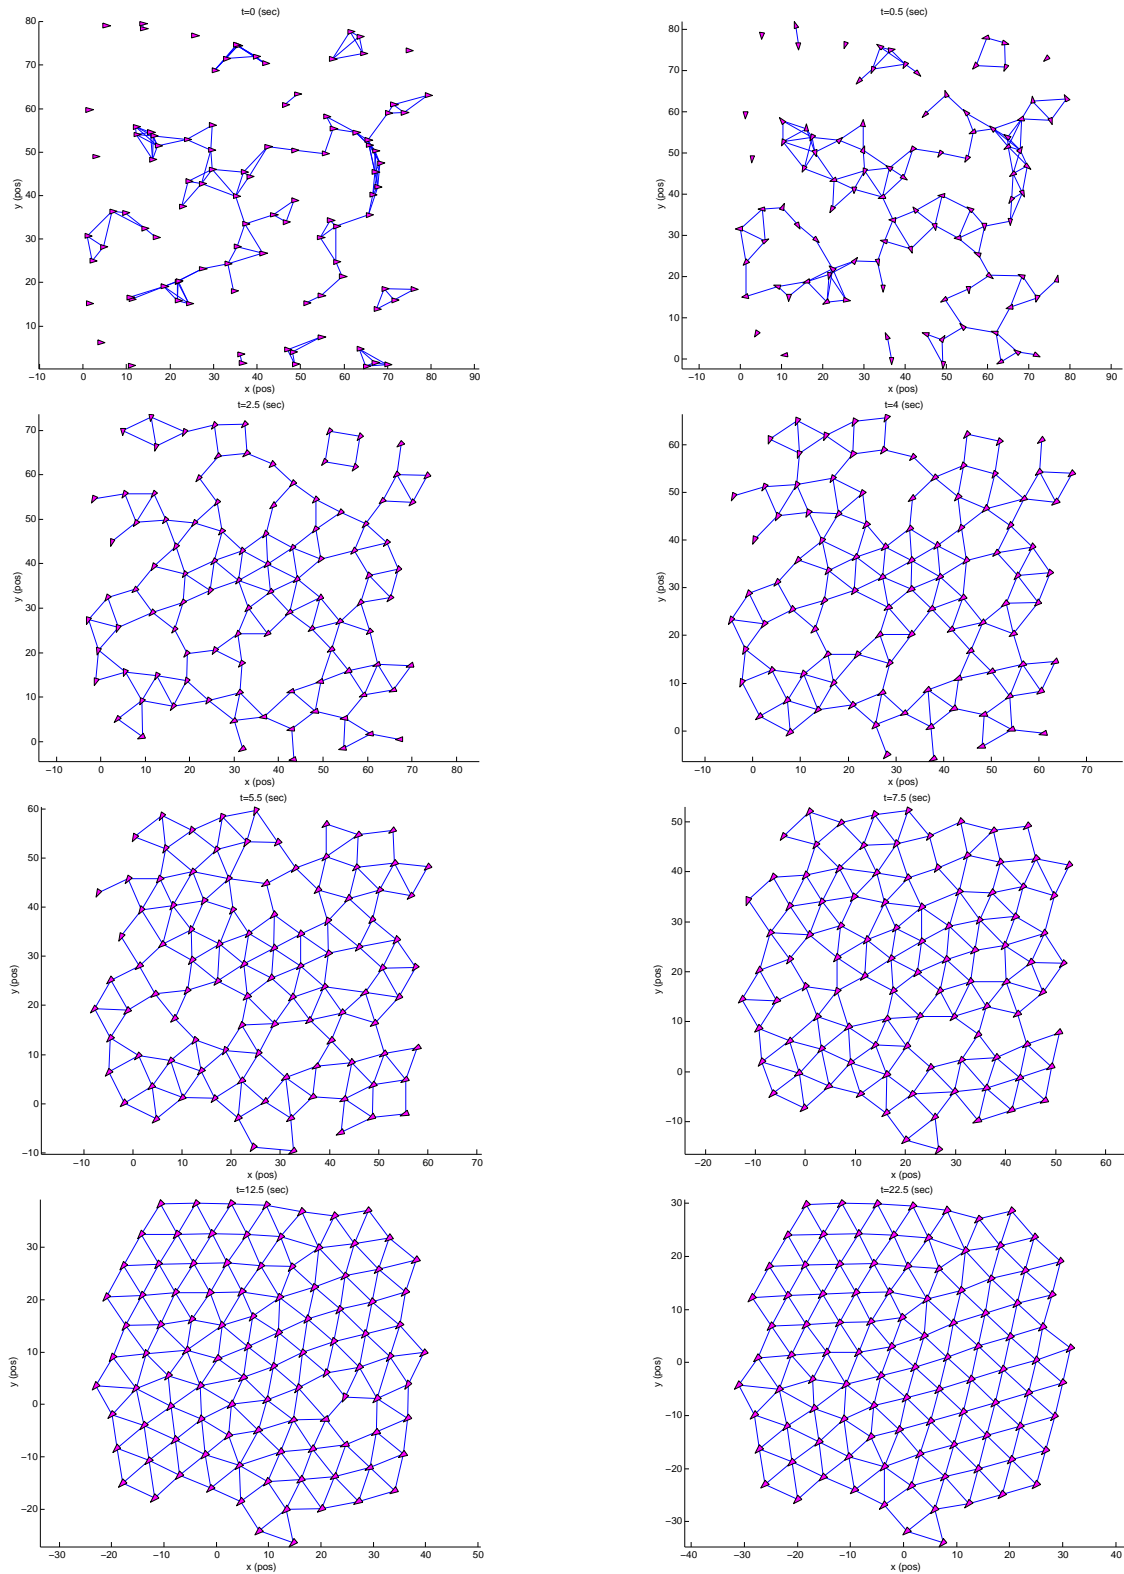 t=0 (sec)
80
70
60
50
40
30
20
10
y (pos)
−10 0 10 20 30 40 50 60 70 80 90
x (pos)
t=0.5 (sec)
80
70
60
50
40
30
20
10
0
y (pos)
−10 0 10 20 30 40 50 60 70 80 90
x (pos)
t=2.5 (sec)
70
60
50
40
30
20
10
0
y (pos)
−10 0 10 20 30 40 50 60 70 80
x (pos)
t=4 (sec)
60
50
40
30
20
10
0
y (pos)
−10 0 10 20 30 40 50 60 70
x (pos)
t=5.5 (sec)
60
50
40
30
20
10
0
−10
y (pos)
−10 0 10 20 30 40 50 60 70
x (pos)
t=7.5 (sec)
50
40
30
20
10
0
−10
y (pos)
−20 −10 0 10 20 30 40 50 60
x (pos)
t=12.5 (sec)
30
20
10
0
−10
−20
y (pos)
−30 −20 −10 0 10 20 30 40 50
x (pos)
t=22.5 (sec)
30
20
10
0
−10
−20
−30
y (pos)
−40 −30 −20 −10 0 10 20 30 40
x (pos)